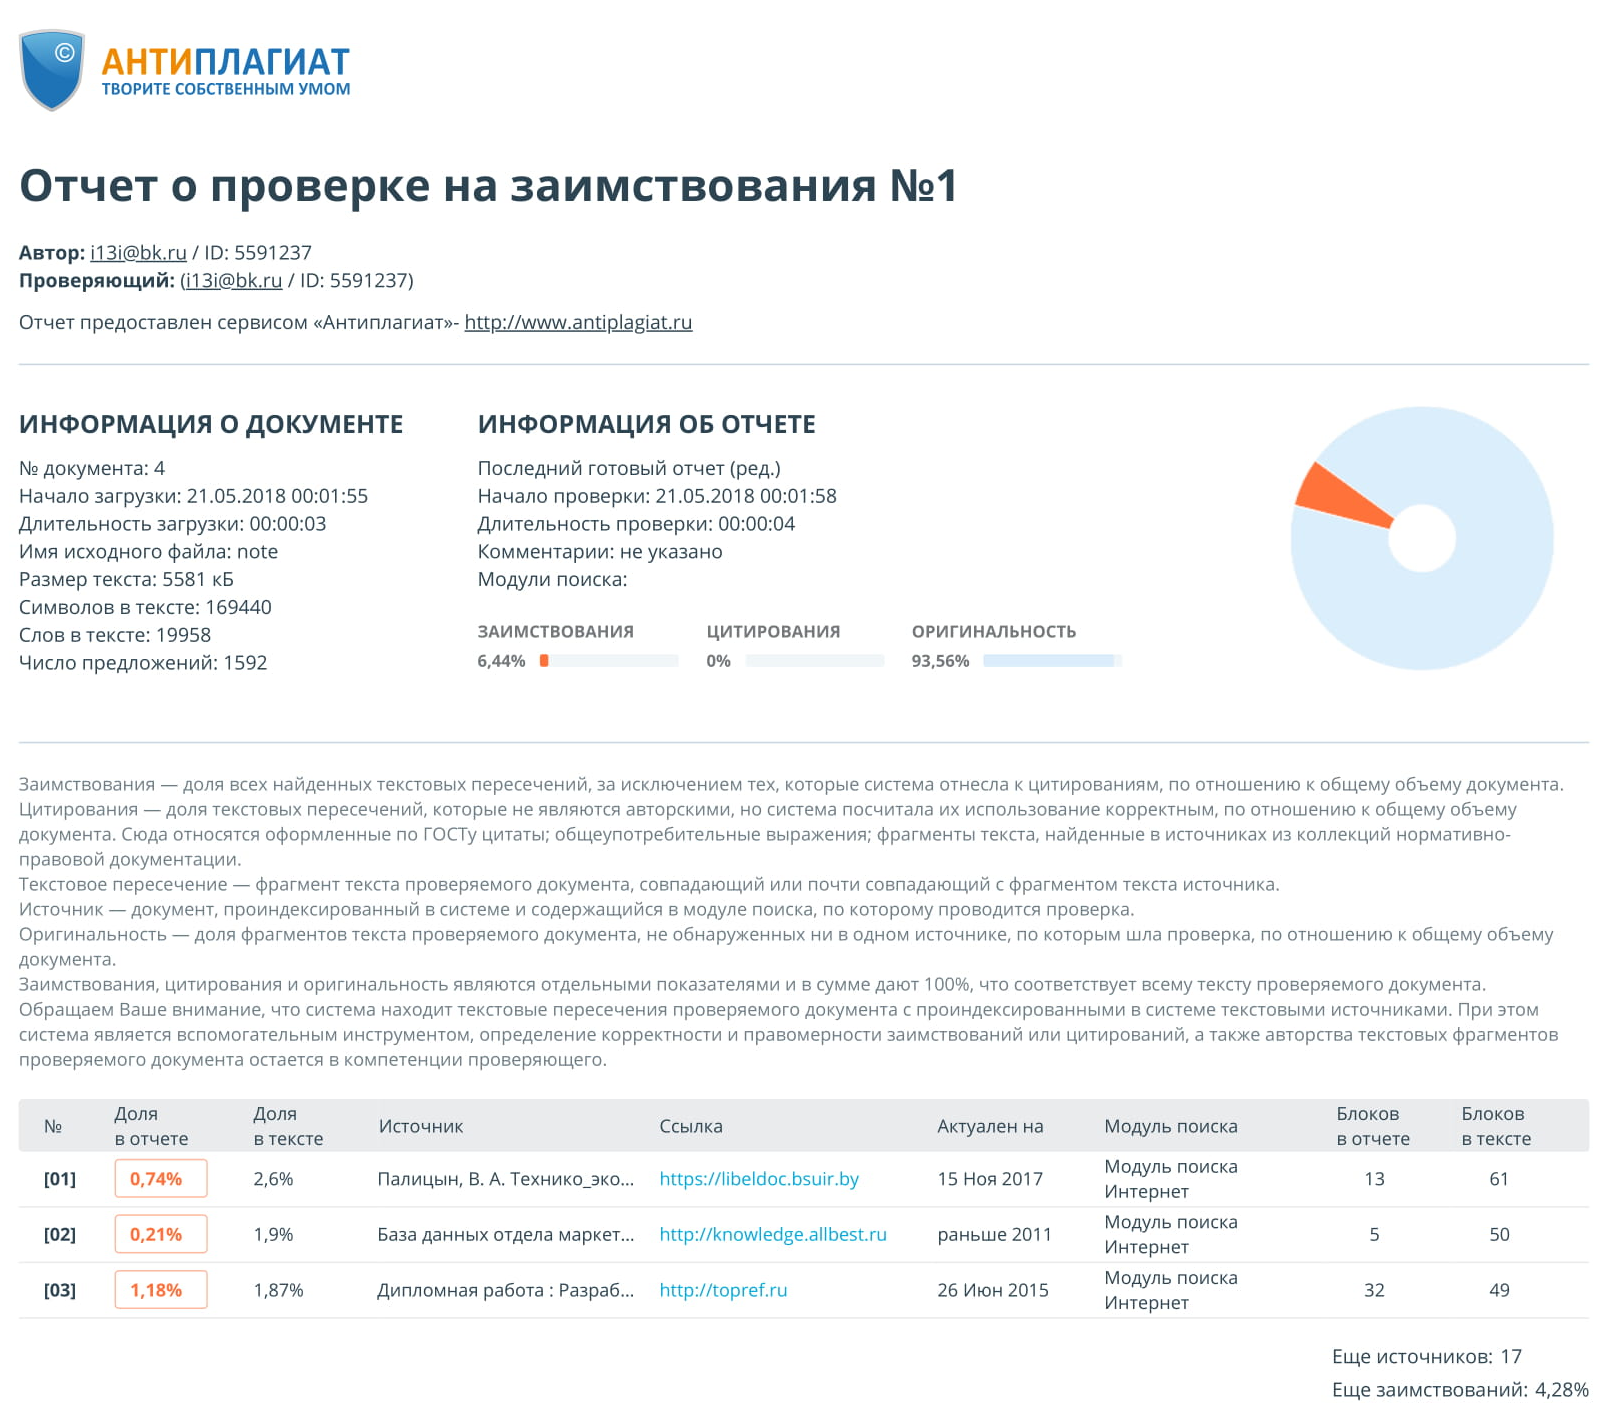 ©
АНТИПЛАГИАТ
ТВОРИТЕ СОБСТВЕННЫМ УМОМ
Отчет о проверке на заимствования №1
Автор: i13i@bk.ru / ID: 5591237
Проверяющий: (i13i@bk.ru / ID: 5591237)
Отчет предоставлен сервисом «Антиплагиат»- http://www.antiplagiat.ru
ИНФОРМАЦИЯ О ДОКУМЕНТЕ
№ документа: 4
Начало загрузки: 21.05.2018 00:01:55
Длительность загрузки: 00:00:03
Имя исходного файла: note
Размер текста: 5581 кБ
Символов в тексте: 169440
Слов в тексте: 19958
Число предложений: 1592
ИНФОРМАЦИЯ ОБ ОТЧЕТЕ
Последний готовый отчет (ред.)
Начало проверки: 21.05.2018 00:01:58
Длительность проверки: 00:00:04
Комментарии: не указано
Модули поиска:
ЗАИМСТВОВАНИЯ
6,44%
ЦИТИРОВАНИЯ
0%
ОРИГИНАЛЬНОСТЬ
93,56%
Заимствования — доля всех найденных текстовых пересечений, за исключением тех, которые система отнесла к цитированиям, по отношению к общему объему документа.
Цитирования — доля текстовых пересечений, которые не являются авторскими, но система посчитала их использование корректным, по отношению к общему объему
документа. Сюда относятся оформленные по ГОСТу цитаты; общеупотребительные выражения; фрагменты текста, найденные в источниках из коллекций нормативно-
правовой документации.
Текстовое пересечение — фрагмент текста проверяемого документа, совпадающий или почти совпадающий с фрагментом текста источника.
Источник — документ, проиндексированный в системе и содержащийся в модуле поиска, по которому проводится проверка.
Оригинальность — доля фрагментов текста проверяемого документа, не обнаруженных ни в одном источнике, по которым шла проверка, по отношению к общему объему
документа.
Заимствования, цитирования и оригинальность являются отдельными показателями и в сумме дают 100%, что соответствует всему тексту проверяемого документа.
Обращаем Ваше внимание, что система находит текстовые пересечения проверяемого документа с проиндексированными в системе текстовыми источниками. При этом
система является вспомогательным инструментом, определение корректности и правомерности заимствований или цитирований, а также авторства текстовых фрагментов
проверяемого документа остается в компетенции проверяющего.
№ Доля в отчете Доля в тексте Источник Ссылка Актуален на Модуль поиска Блоков в отчете Блоков в тексте
[01] 0,74% 2,6% Палицын, В. А. Технико_эко... https://libeldoc.bsuir.by 15 Ноя 2017 Модуль поиска Интернет 13 61
[02] 0,21% 1,9% База данных отдела маркет... http://knowledge.allbest.ru раньше 2011 Модуль поиска Интернет 5 50
[03] 1,18% 1,87% Дипломная работа : Разраб... http://topref.ru 26 Июн 2015 Модуль поиска Интернет 32 49
Еще источников: 17
Еще заимствований: 4,28%